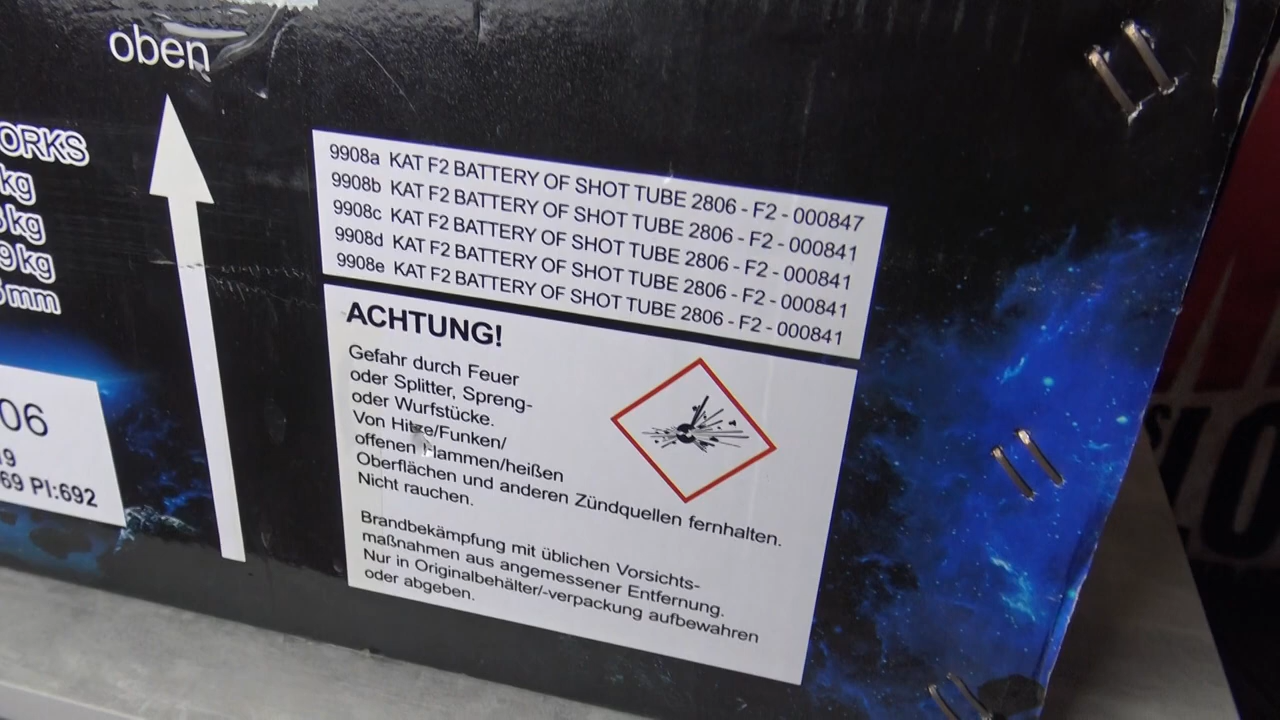 oben
ORKS
kg
kg
9kg
mm
06
19
69 PI:692
9908a KAT F2 BATTERY OF SHOT TUBE 2806 - F2 - 000847
9908b KAT F2 BATTERY OF SHOT TUBE 2806 - F2 - 000841
9908c KAT F2 BATTERY OF SHOT TUBE 2806 - F2 - 000841
9908d KAT F2 BATTERY OF SHOT TUBE 2806 - F2 - 000841
9908e KAT F2 BATTERY OF SHOT TUBE 2806 - F2 - 000841
ACHTUNG!
Gefahr durch Feuer
oder Splitter, Spreng-
oder Wurfstücke.
Von Hitze/Funken/
offenen Flammen/heißen
Oberflächen und anderen Zündquellen fernhalten.
Nicht rauchen.
Brandbekämpfung mit üblichen Vorsichts-
maßnahmen aus angemessener Entfernung.
Nur in Originalbehälter/-verpackung aufbewahren
oder abgeben.